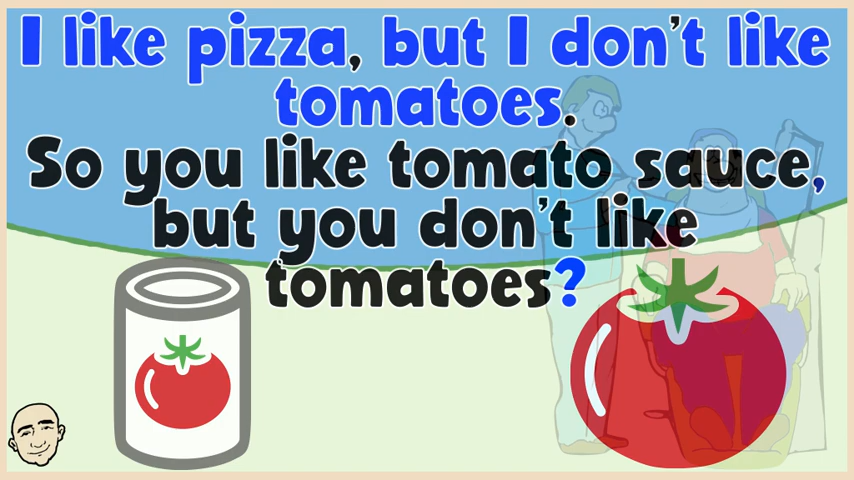 I like pizza, but I don't like
tomatoes.
So you like tomato sauce,
but you don't like
tomatoes?